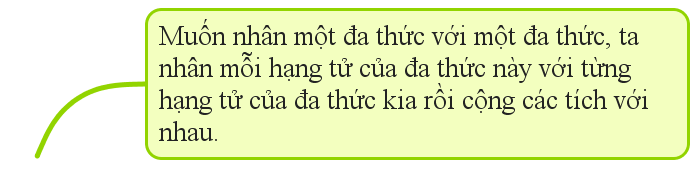 Muốn nhân một đa thức với một đa thức, ta
nhân mỗi hạng tử của đa thức này với từng
hạng tử của đa thức kia rồi cộng các tích với
nhau.